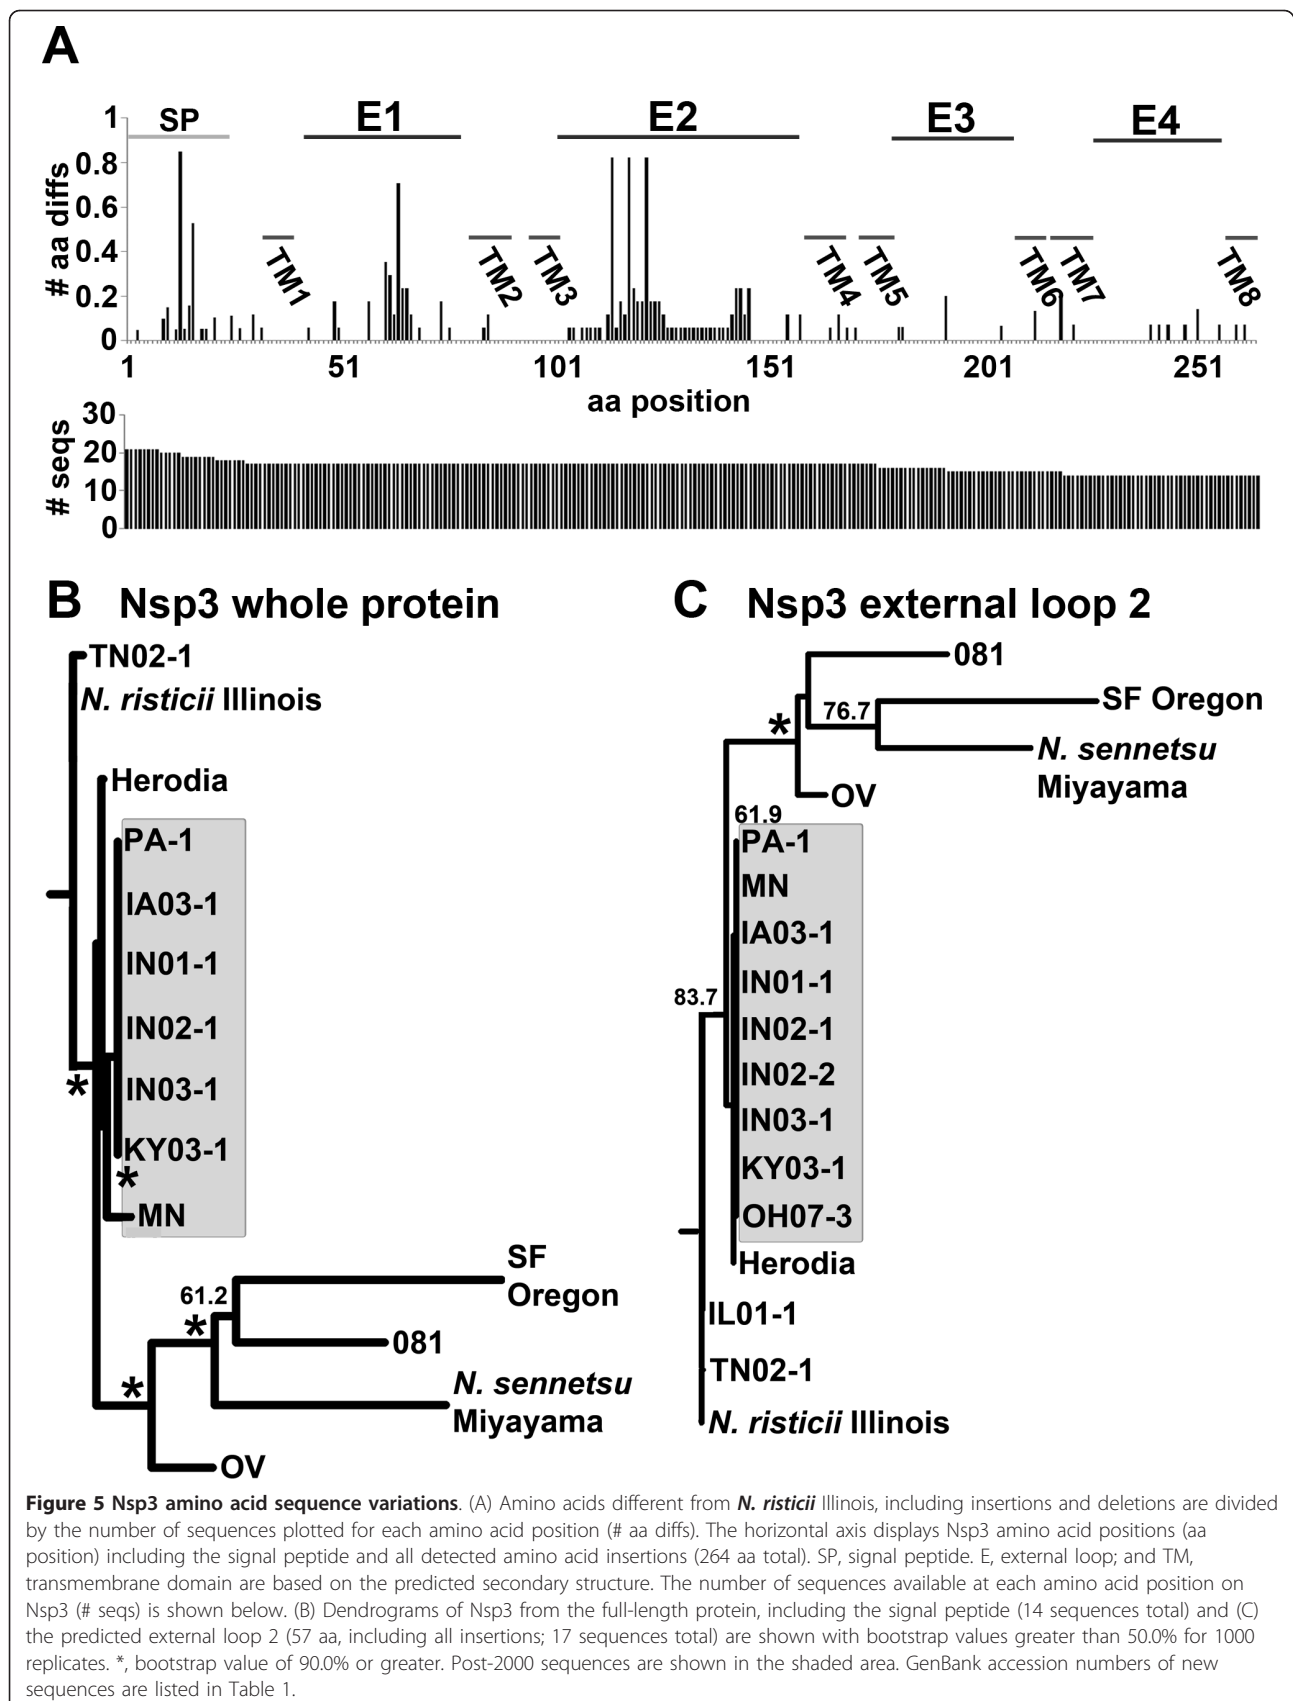 A
SP E1 E2 E3 E4
1
0.8
0.6
0.4
0.2
0
# aa diffs
TM1 TM2 TM3 TM4 TM5 TM6 TM7 TM8
1 51 101 151 201 251
aa position
30
20
10
0
# seqs
B Nsp3 whole protein
TN02-1
N. risticii Illinois
Herodia
PA-1
IA03-1
IN01-1
IN02-1
IN03-1
*
KY03-1
*
MN
SF
Oregon
61.2
*
081
*
N. sennetsu
Miyayama
OV
C Nsp3 external loop 2
081
SF Oregon
76.7
*
N. sennetsu
Miyayama
OV
61.9
PA-1
MN
IA03-1
IN01-1
83.7
IN02-1
IN02-2
IN03-1
KY03-1
OH07-3
Herodia
IL01-1
TN02-1
N. risticii Illinois
Figure 5 Nsp3 amino acid sequence variations. (A) Amino acids different from N. risticii Illinois, including insertions and deletions are divided
by the number of sequences plotted for each amino acid position (# aa diffs). The horizontal axis displays Nsp3 amino acid positions (aa
position) including the signal peptide and all detected amino acid insertions (264 aa total). SP, signal peptide. E, external loop; and TM,
transmembrane domain are based on the predicted secondary structure. The number of sequences available at each amino acid position on
Nsp3 (# seqs) is shown below. (B) Dendrograms of Nsp3 from the full-length protein, including the signal peptide (14 sequences total) and (C)
the predicted external loop 2 (57 aa, including all insertions; 17 sequences total) are shown with bootstrap values greater than 50.0% for 1000
replicates. *, bootstrap value of 90.0% or greater. Post-2000 sequences are shown in the shaded area. GenBank accession numbers of new
sequences are listed in Table 1.